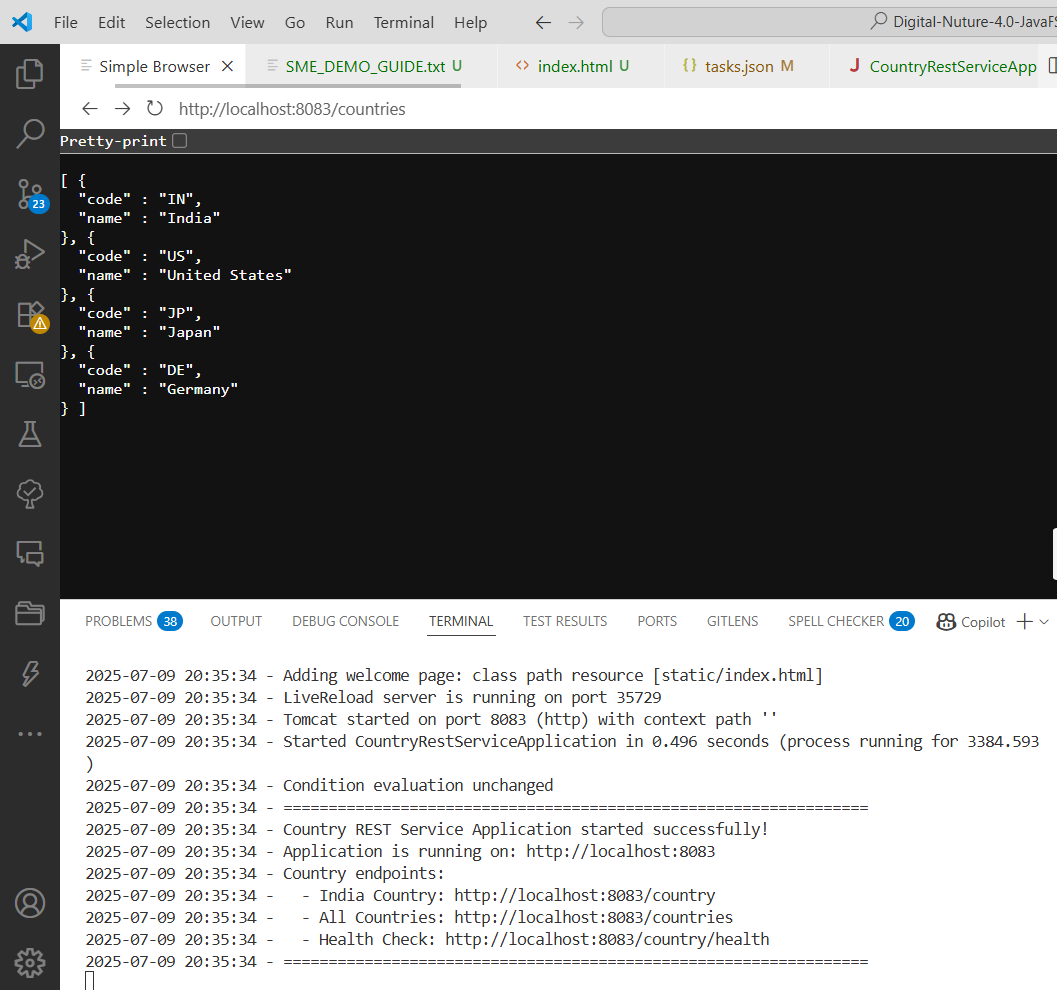 File Edit Selection View Go Run Terminal Help Digital-Nuture-4.0-JavaFS
Simple Browser SME_DEMO_GUIDE.txt U index.html U tasks.json M CountryRestServiceApp
http://localhost:8083/countries
Pretty-print
[ {
  "code" : "IN",
  "name" : "India"
}, {
  "code" : "US",
  "name" : "United States"
}, {
  "code" : "JP",
  "name" : "Japan"
}, {
  "code" : "DE",
  "name" : "Germany"
} ]
23
PROBLEMS 38 OUTPUT DEBUG CONSOLE TERMINAL TEST RESULTS PORTS GITLENS SPELL CHECKER 20 Copilot
2025-07-09 20:35:34 - Adding welcome page: class path resource [static/index.html]
2025-07-09 20:35:34 - LiveReload server is running on port 35729
2025-07-09 20:35:34 - Tomcat started on port 8083 (http) with context path ''
2025-07-09 20:35:34 - Started CountryRestServiceApplication in 0.496 seconds (process running for 3384.593
)
2025-07-09 20:35:34 - Condition evaluation unchanged
2025-07-09 20:35:34 - =================================================================
2025-07-09 20:35:34 - Country REST Service Application started successfully!
2025-07-09 20:35:34 - Application is running on: http://localhost:8083
2025-07-09 20:35:34 - Country endpoints:
2025-07-09 20:35:34 -   - India Country: http://localhost:8083/country
2025-07-09 20:35:34 -   - All Countries: http://localhost:8083/countries
2025-07-09 20:35:34 -   - Health Check: http://localhost:8083/country/health
2025-07-09 20:35:34 - =================================================================